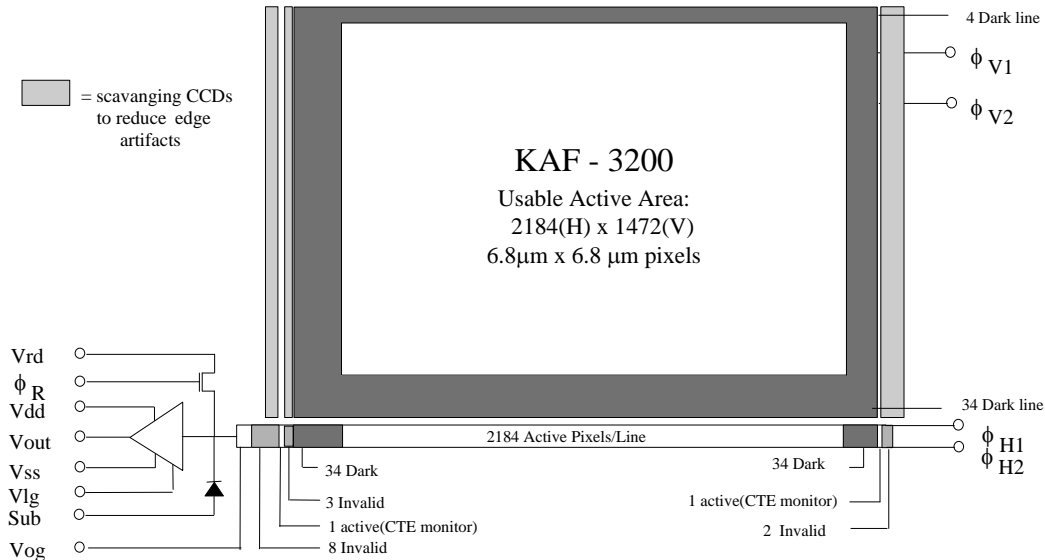 4 Dark line
ϕ V1
ϕ V2
= scavanging CCDs
to reduce edge
artifacts
KAF - 3200
Usable Active Area:
2184(H) x 1472(V)
6.8μm x 6.8 μm pixels
Vrd
ϕ R
Vdd
Vout
Vss
Vlg
Sub
Vog
34 Dark line
2184 Active Pixels/Line
ϕ H1
ϕ H2
34 Dark
34 Dark
3 Invalid
1 active(CTE monitor)
1 active(CTE monitor)
2 Invalid
8 Invalid